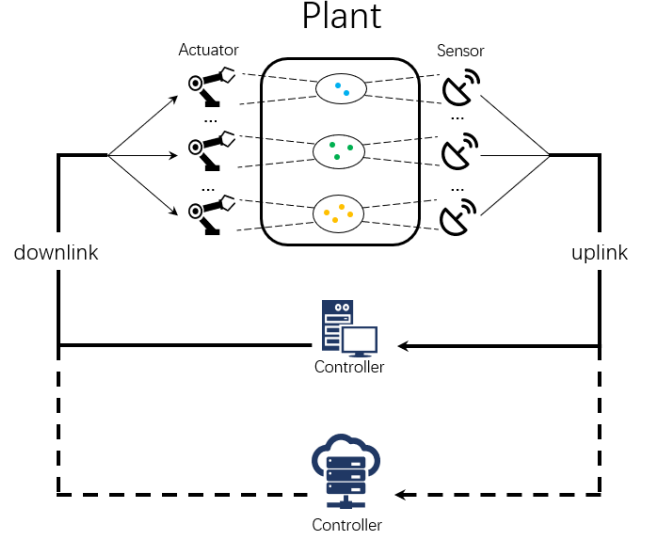 Plant
Actuator
Sensor
...
...
...
...
downlink
uplink
Controller
Controller